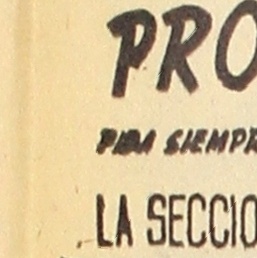 PRO
PIDA SIEMPR
LA SECCIO